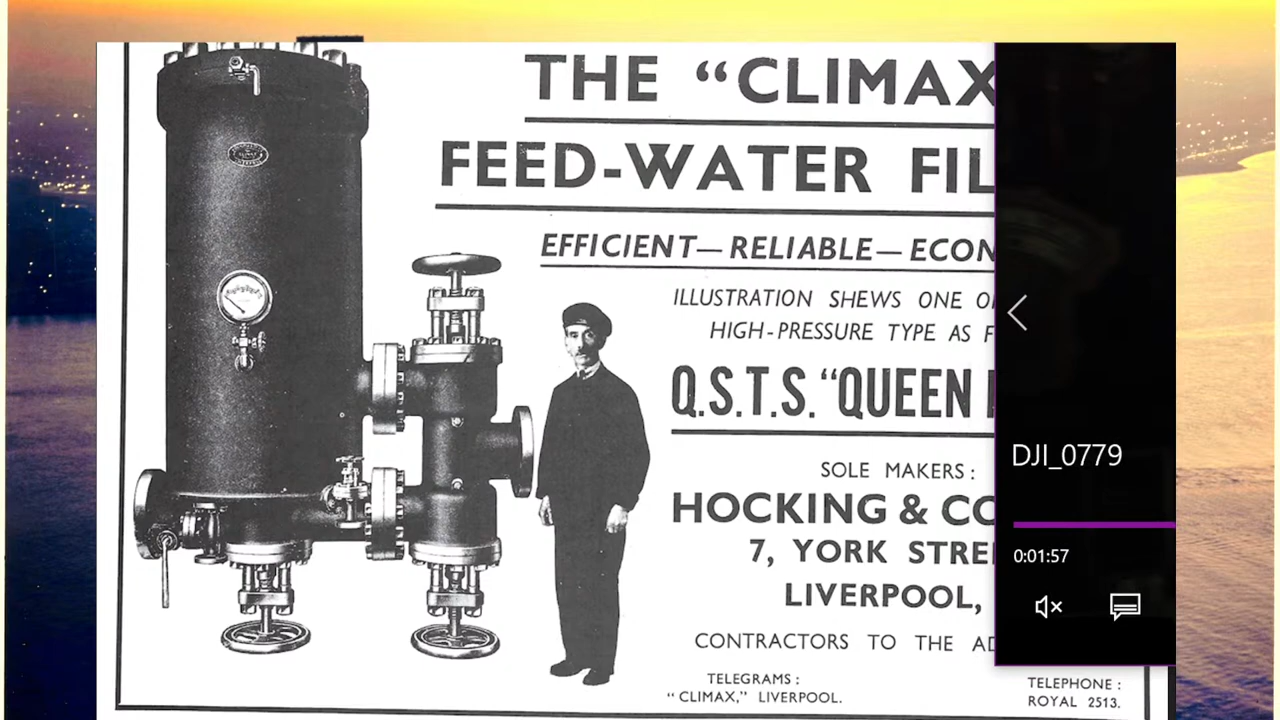 THE “CLIMAX
FEED-WATER FIL
EFFICIENT—RELIABLE—ECON
ILLUSTRATION SHEWS ONE O
HIGH-PRESSURE TYPE AS F
Q.S.T.S. “QUEEN
SOLE MAKERS:
HOCKING & CO
7, YORK STRE
LIVERPOOL,
CONTRACTORS TO THE AD
TELEGRAMS:
“CLIMAX,” LIVERPOOL.
TELEPHONE:
ROYAL 2513.
DJI_0779
0:01:57